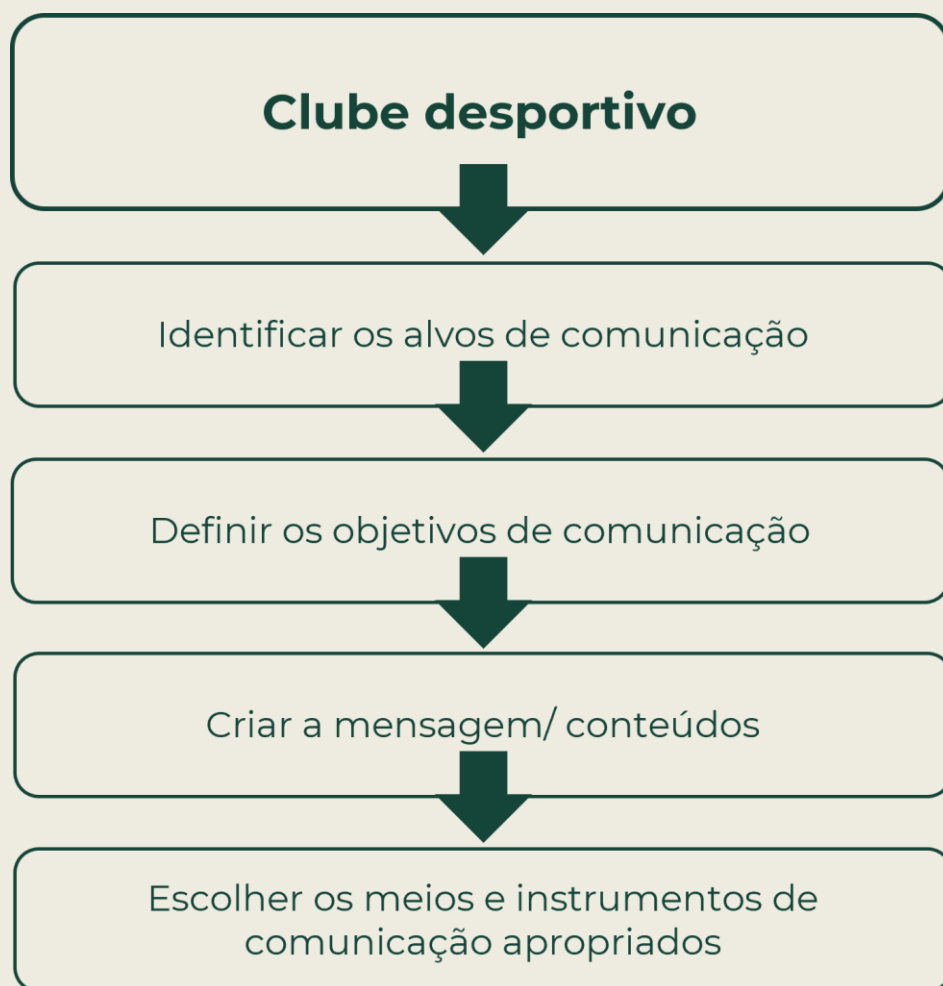 Clube desportivo
Identificar os alvos de comunicação
Definir os objetivos de comunicação
Criar a mensagem/ conteúdos
Escolher os meios e instrumentos de
comunicação apropriados